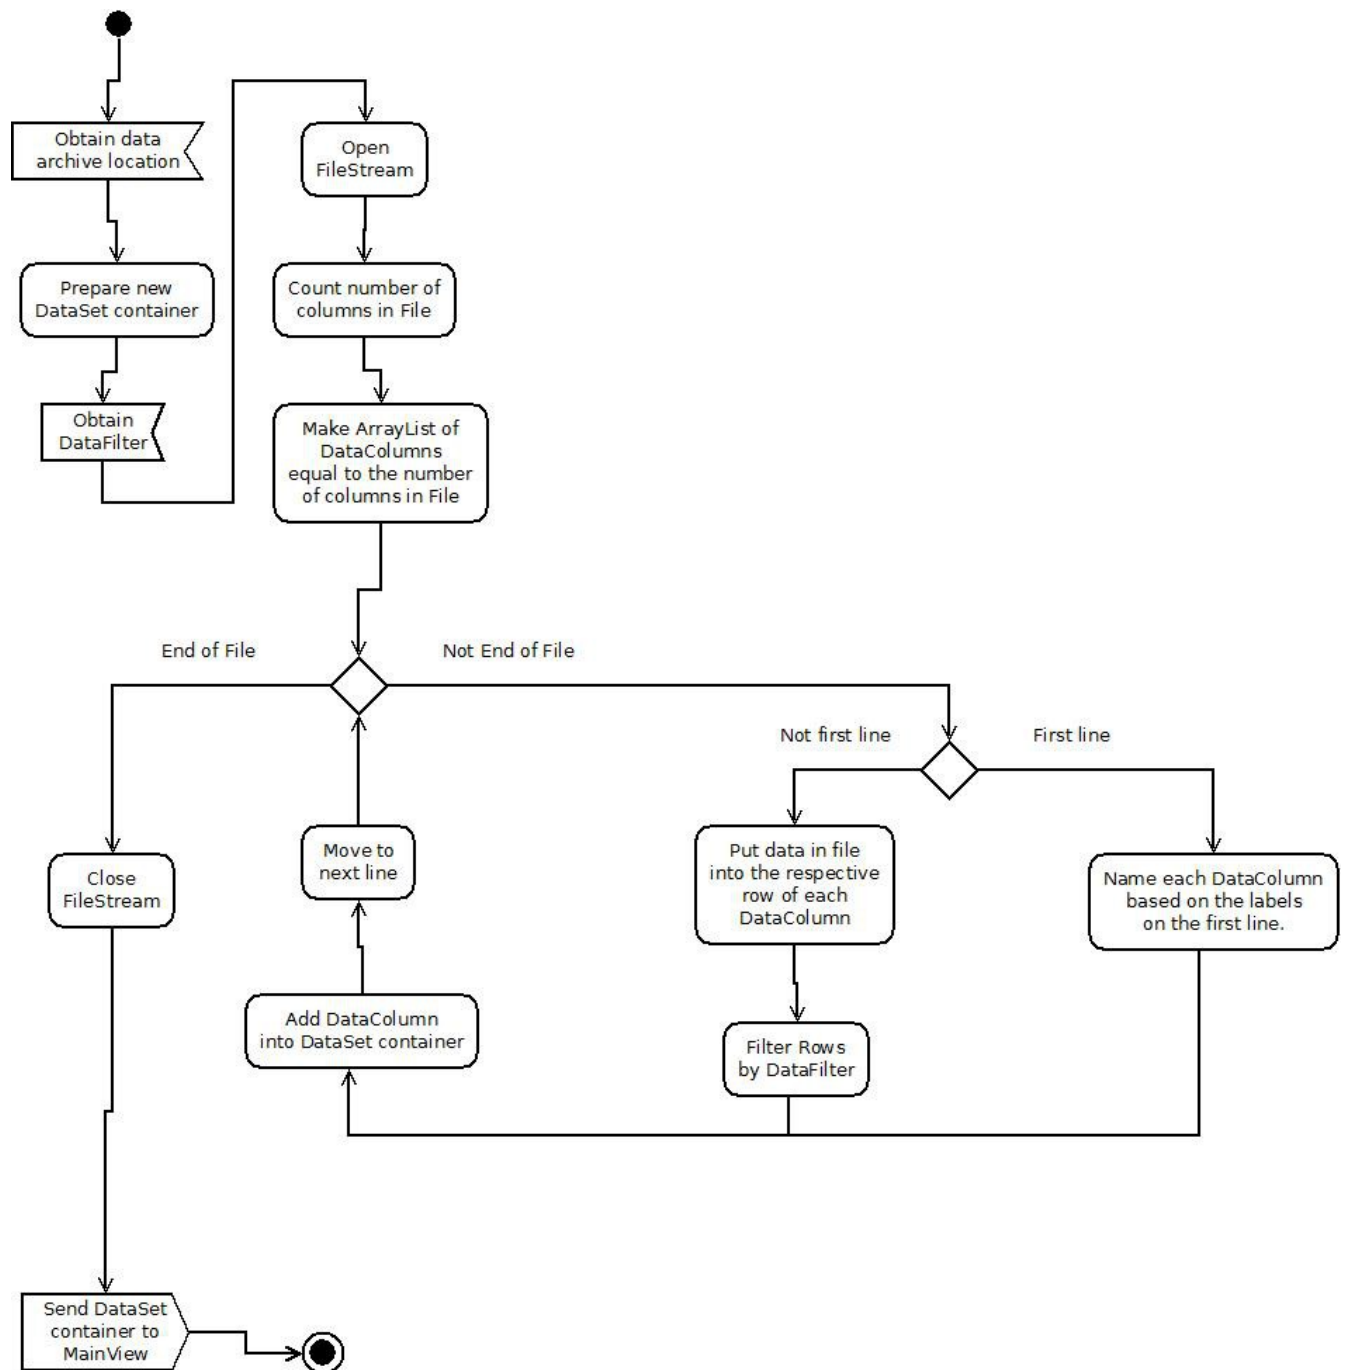 Obtain data
archive location
Prepare new
DataSet container
Obtain
DataFilter
Open
FileStream
Count number of
columns in File
Make ArrayList of
DataColumns
equal to the number
of columns in File
End of File
Not End of File
Not first line
First line
Close
FileStream
Move to
next line
Add DataColumn
into DataSet container
Put data in file
into the respective
row of each
DataColumn
Filter Rows
by DataFilter
Name each DataColumn
based on the labels
on the first line.
Send DataSet
container to
MainView